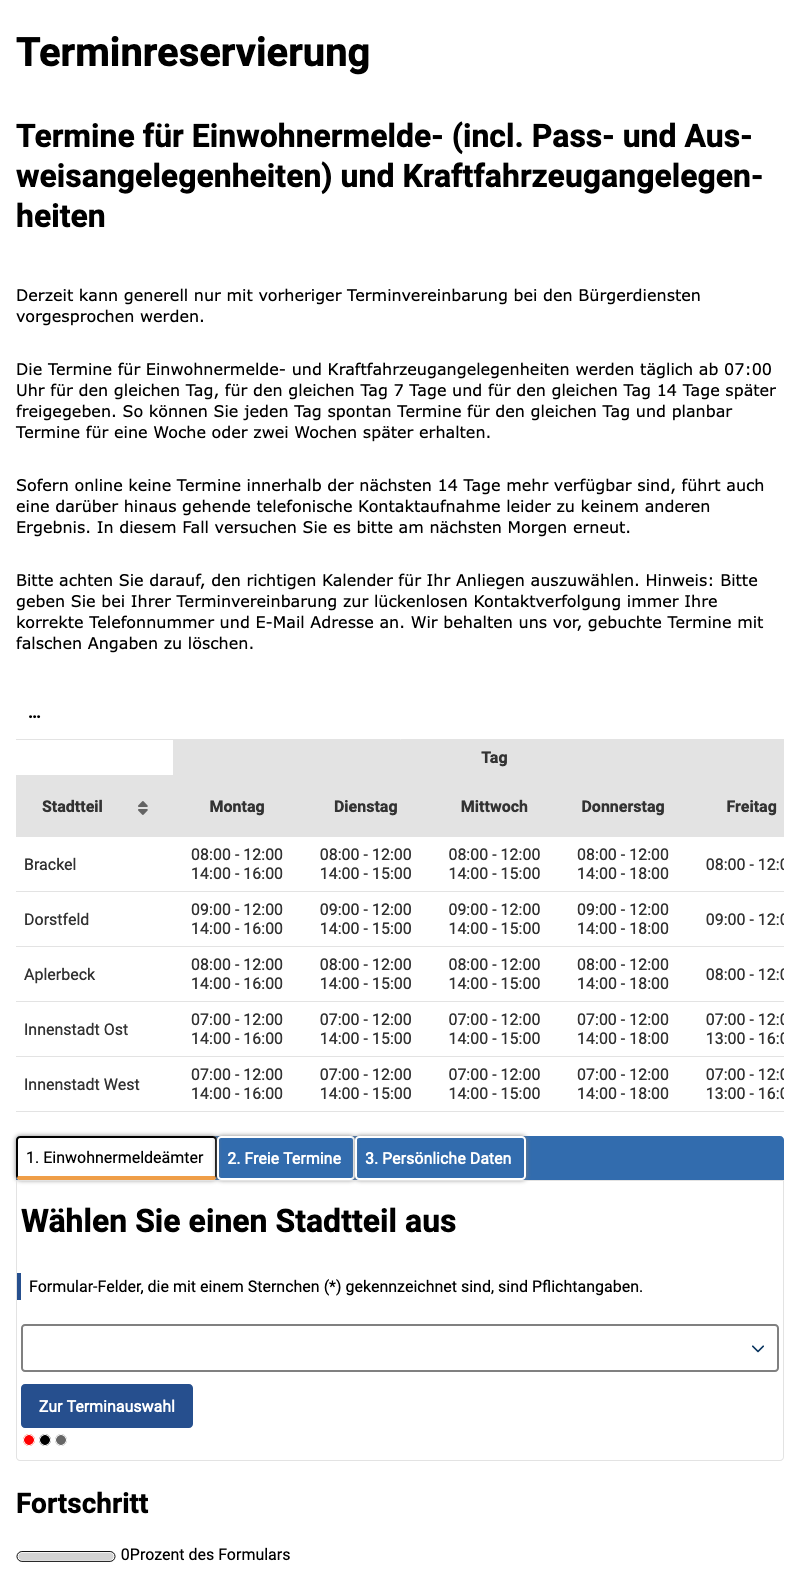 Terminreservierung
Termine für Einwohnermelde- (incl. Pass- und Aus-
weisangelegenheiten) und Kraftfahrzeugangelegen-
heiten
Derzeit kann generell nur mit vorheriger Terminvereinbarung bei den Bürgerdiensten
vorgesprochen werden.
Die Termine für Einwohnermelde- und Kraftfahrzeugangelegenheiten werden täglich ab 07:00
Uhr für den gleichen Tag, für den gleichen Tag 7 Tage und für den gleichen Tag 14 Tage später
freigegeben. So können Sie jeden Tag spontan Termine für den gleichen Tag und planbar
Termine für eine Woche oder zwei Wochen später erhalten.
Sofern online keine Termine innerhalb der nächsten 14 Tage mehr verfügbar sind, führt auch
eine darüber hinaus gehende telefonische Kontaktaufnahme leider zu keinem anderen
Ergebnis. In diesem Fall versuchen Sie es bitte am nächsten Morgen erneut.
Bitte achten Sie darauf, den richtigen Kalender für Ihr Anliegen auszuwählen. Hinweis: Bitte
geben Sie bei Ihrer Terminvereinbarung zur lückenlosen Kontaktverfolgung immer Ihre
korrekte Telefonnummer und E-Mail Adresse an. Wir behalten uns vor, gebuchte Termine mit
falschen Angaben zu löschen.
...
Tag
Stadtteil Montag Dienstag Mittwoch Donnerstag Freitag
Brackel 08:00 - 12:00 08:00 - 12:00 08:00 - 12:00 08:00 - 12:00 08:00 - 12:0
14:00 - 16:00 14:00 - 15:00 14:00 - 15:00 14:00 - 18:00
Dorstfeld 09:00 - 12:00 09:00 - 12:00 09:00 - 12:00 09:00 - 12:00 09:00 - 12:0
14:00 - 16:00 14:00 - 15:00 14:00 - 15:00 14:00 - 18:00
Aplerbeck 08:00 - 12:00 08:00 - 12:00 08:00 - 12:00 08:00 - 12:00 08:00 - 12:0
14:00 - 16:00 14:00 - 15:00 14:00 - 15:00 14:00 - 18:00
Innenstadt Ost 07:00 - 12:00 07:00 - 12:00 07:00 - 12:00 07:00 - 12:00 07:00 - 12:0
14:00 - 16:00 14:00 - 15:00 14:00 - 15:00 14:00 - 18:00 13:00 - 16:0
Innenstadt West 07:00 - 12:00 07:00 - 12:00 07:00 - 12:00 07:00 - 12:00 07:00 - 12:0
14:00 - 16:00 14:00 - 15:00 14:00 - 15:00 14:00 - 18:00 13:00 - 16:0
1. Einwohnermeldeämter 2. Freie Termine 3. Persönliche Daten
Wählen Sie einen Stadtteil aus
Formular-Felder, die mit einem Sternchen (*) gekennzeichnet sind, sind Pflichtangaben.
Zur Terminauswahl
Fortschritt
0Prozent des Formulars